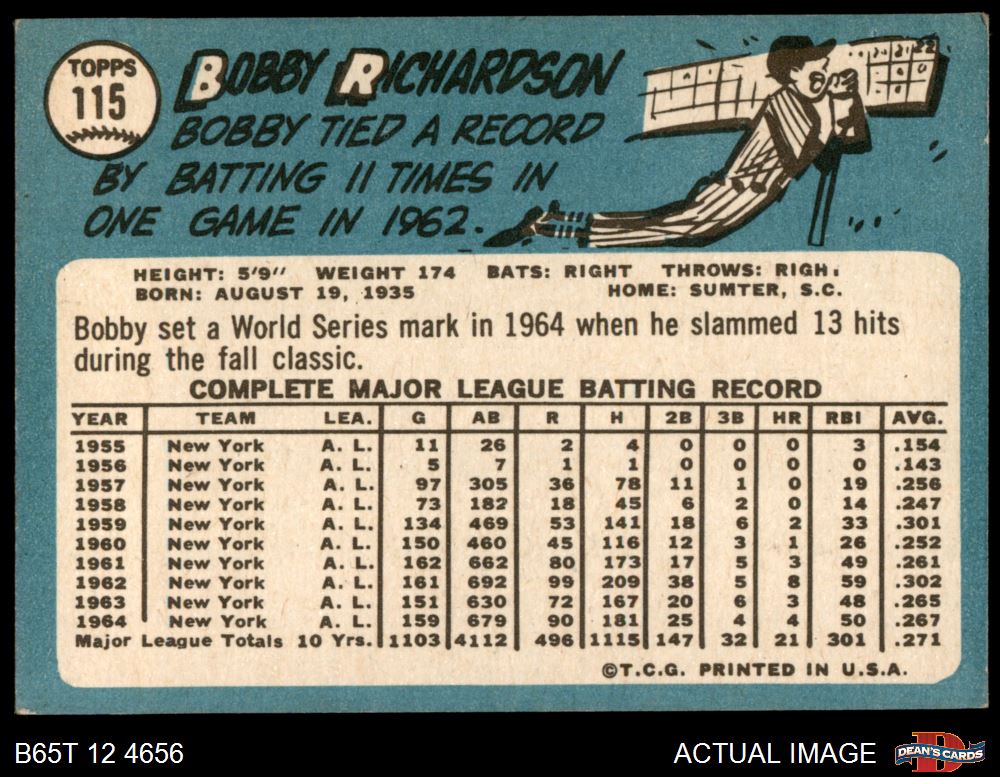 TOPPS
115
BOBBY RICHARDSON
BOBBY TIED A RECORD
BY BATTING 11 TIMES IN
ONE GAME IN 1962.
HEIGHT: 5'9" WEIGHT 174 BATS: RIGHT THROWS: RIGH.
BORN: AUGUST 19, 1935 HOME: SUMTER, S.C.
Bobby set a World Series mark in 1964 when he slammed 13 hits
during the fall classic.
COMPLETE MAJOR LEAGUE BATTING RECORD
YEAR TEAM LEA. G AB R H 2B 3B HR RBI AVG.
1955 New York A. L. 11 26 2 4 0 0 0 3 .154
1956 New York A. L. 5 7 1 1 0 0 0 0 .143
1957 New York A. L. 97 305 36 78 11 1 0 19 .256
1958 New York A. L. 73 182 18 45 6 2 0 14 .247
1959 New York A. L. 134 469 53 141 18 6 2 33 .301
1960 New York A. L. 150 460 45 116 12 3 1 26 .252
1961 New York A. L. 162 662 80 173 17 5 3 49 .261
1962 New York A. L. 161 692 99 209 38 5 8 59 .302
1963 New York A. L. 151 630 72 167 20 6 3 48 .265
1964 New York A. L. 159 679 90 181 25 4 4 50 .267
Major League Totals 10 Yrs. 1103 4112 496 1115 147 32 21 301 .271
©T.C.G. PRINTED IN U.S.A.
B65T 12 4656 ACTUAL IMAGE DEAN'S CARDS